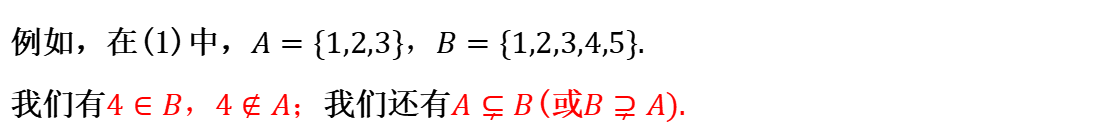 例如，在(1)中，A = {1,2,3}，B = {1,2,3,4,5}.
我们有4 ∈ B，4 ∉ A；我们还有A ⊊ B(或B ⊋ A).